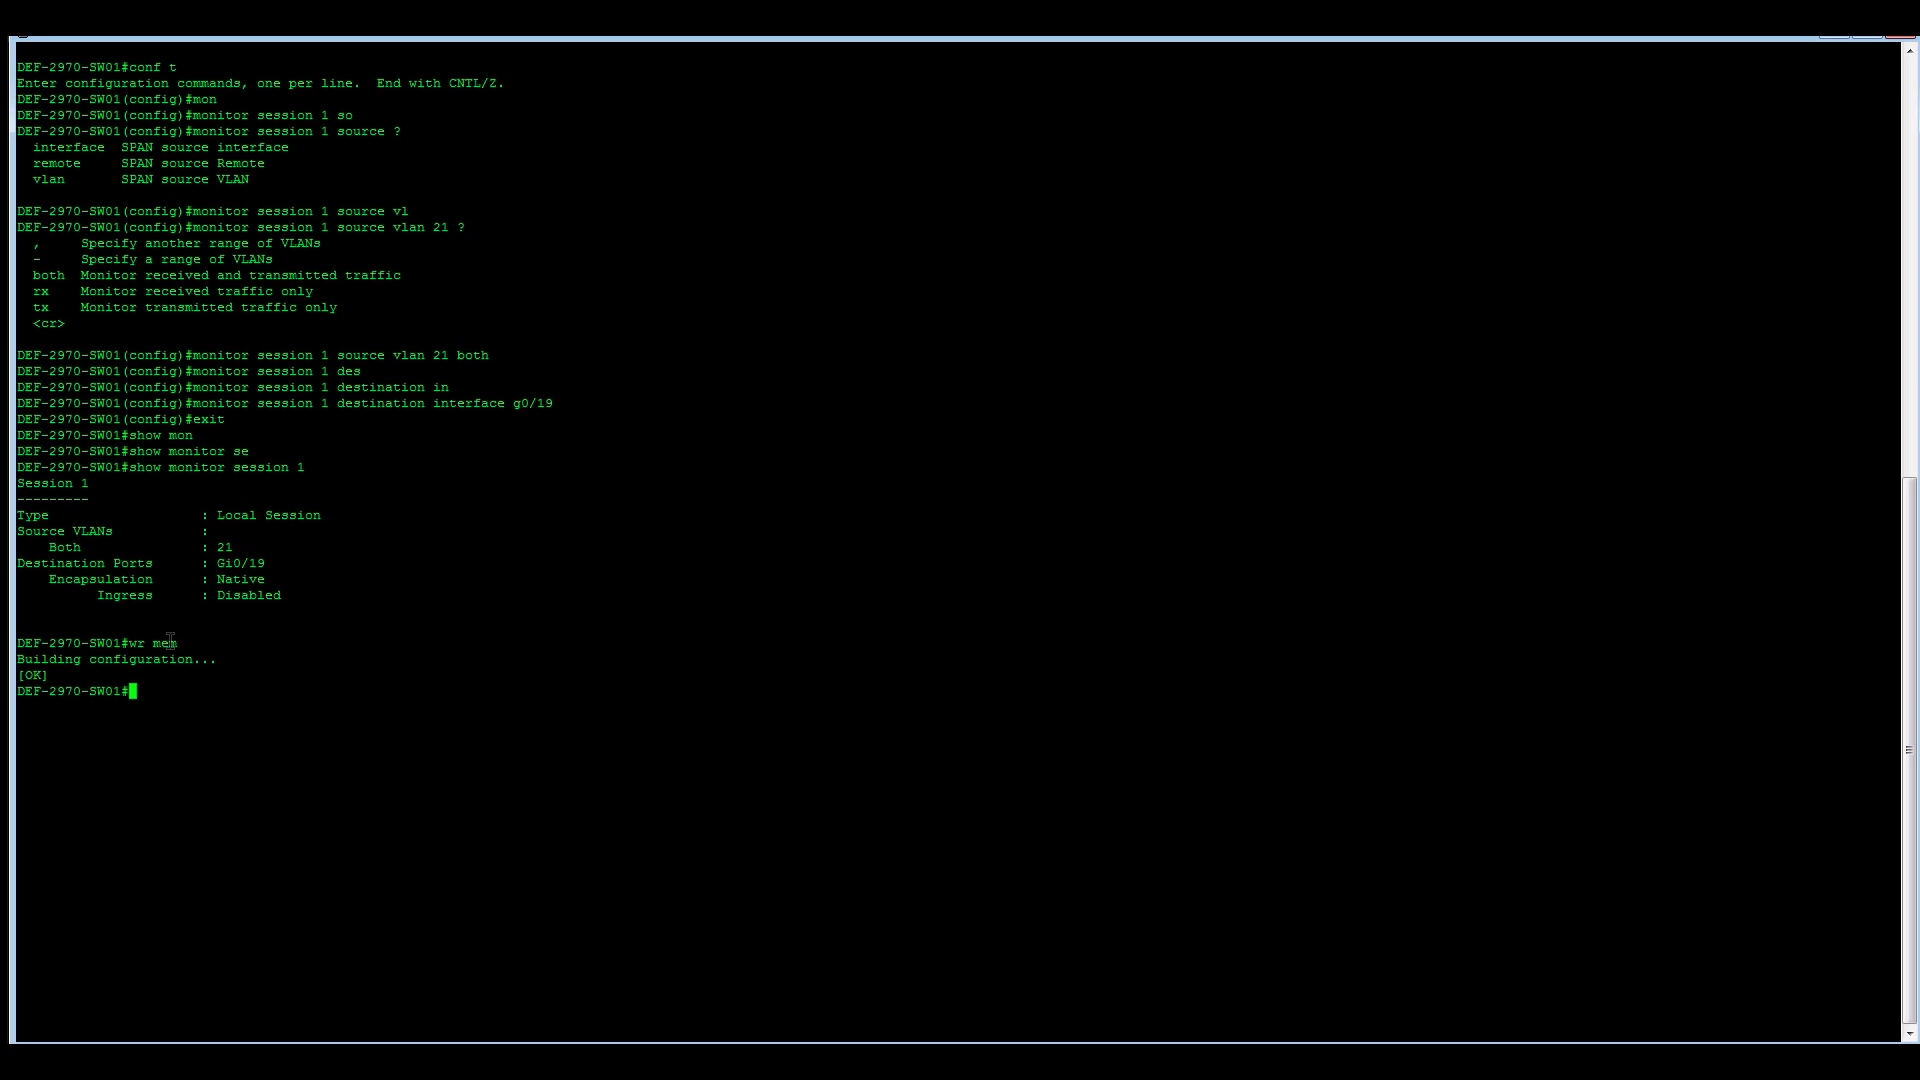 DEF-2970-SW01#conf t
Enter configuration commands, one per line.  End with CNTL/Z.
DEF-2970-SW01(config)#mon
DEF-2970-SW01(config)#monitor session 1 so
DEF-2970-SW01(config)#monitor session 1 source ?
  interface  SPAN source interface
  remote     SPAN source Remote
  vlan       SPAN source VLAN
DEF-2970-SW01(config)#monitor session 1 source vl
DEF-2970-SW01(config)#monitor session 1 source vlan 21 ?
  ,     Specify another range of VLANs
  -     Specify a range of VLANs
  both  Monitor received and transmitted traffic
  rx    Monitor received traffic only
  tx    Monitor transmitted traffic only
  <cr>
DEF-2970-SW01(config)#monitor session 1 source vlan 21 both
DEF-2970-SW01(config)#monitor session 1 des
DEF-2970-SW01(config)#monitor session 1 destination in
DEF-2970-SW01(config)#monitor session 1 destination interface g0/19
DEF-2970-SW01(config)#exit
DEF-2970-SW01#show mon
DEF-2970-SW01#show monitor se
DEF-2970-SW01#show monitor session 1
Session 1
---------
Type                   : Local Session
Source VLANs           :
    Both               : 21
Destination Ports      : Gi0/19
    Encapsulation      : Native
          Ingress      : Disabled
DEF-2970-SW01#wr mem
Building configuration...
[OK]
DEF-2970-SW01#